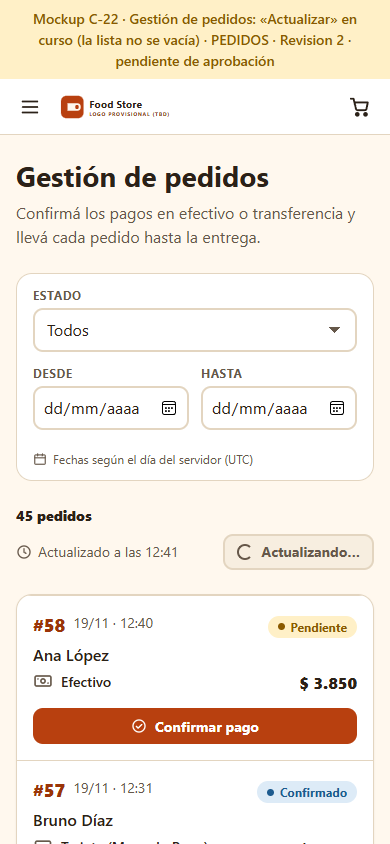 Mockup C-22 · Gestión de pedidos: «Actualizar» en
curso (la lista no se vacía) · PEDIDOS · Revision 2 ·
pendiente de aprobación
Food Store
LOGO PROVISIONAL (TBD)
Gestión de pedidos
Confirmá los pagos en efectivo o transferencia y
llevá cada pedido hasta la entrega.
ESTADO
Todos
DESDE
HASTA
dd/mm/aaaa
dd/mm/aaaa
Fechas según el día del servidor (UTC)
45 pedidos
Actualizado a las 12:41
Actualizando...
#58 19/11 · 12:40
Pendiente
Ana López
Efectivo
$ 3.850
Confirmar pago
#57 19/11 · 12:31
Confirmado
Bruno Díaz